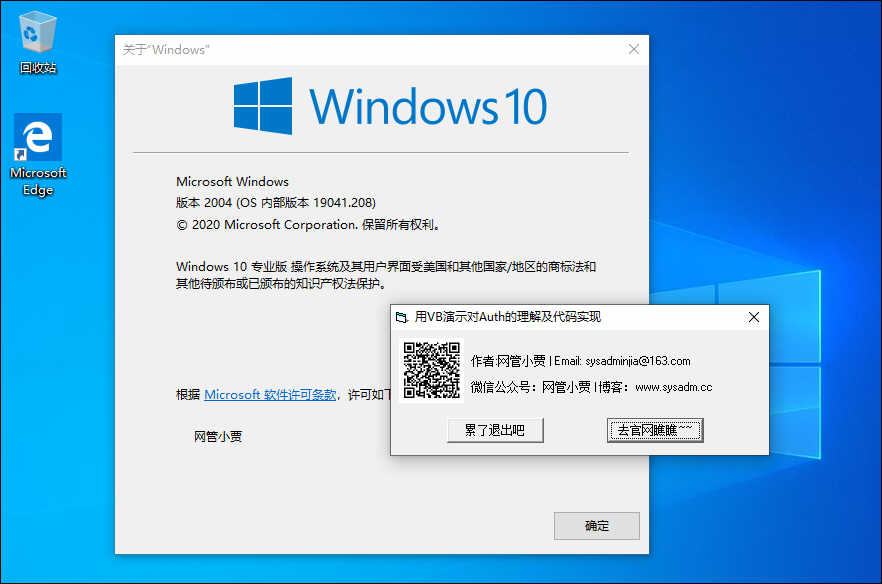 回收站
Microsoft
Edge
关于“Windows”
Windows 10
Microsoft Windows
版本 2004 (OS 内部版本 19041.208)
© 2020 Microsoft Corporation. 保留所有权利。
Windows 10 专业版 操作系统及其用户界面受美国和其他国家/地区的商标法和
其他待颁布或已颁布的知识产权法保护。
用VB演示对Auth的理解及代码实现
作者:网管小贾 | Email: sysadminjia@163.com
微信公众号：网管小贾 | 博客：www.sysadm.cc
累了退出吧
去官网瞧瞧~~
根据 Microsoft 软件许可条款，许可如下
网管小贾
确定